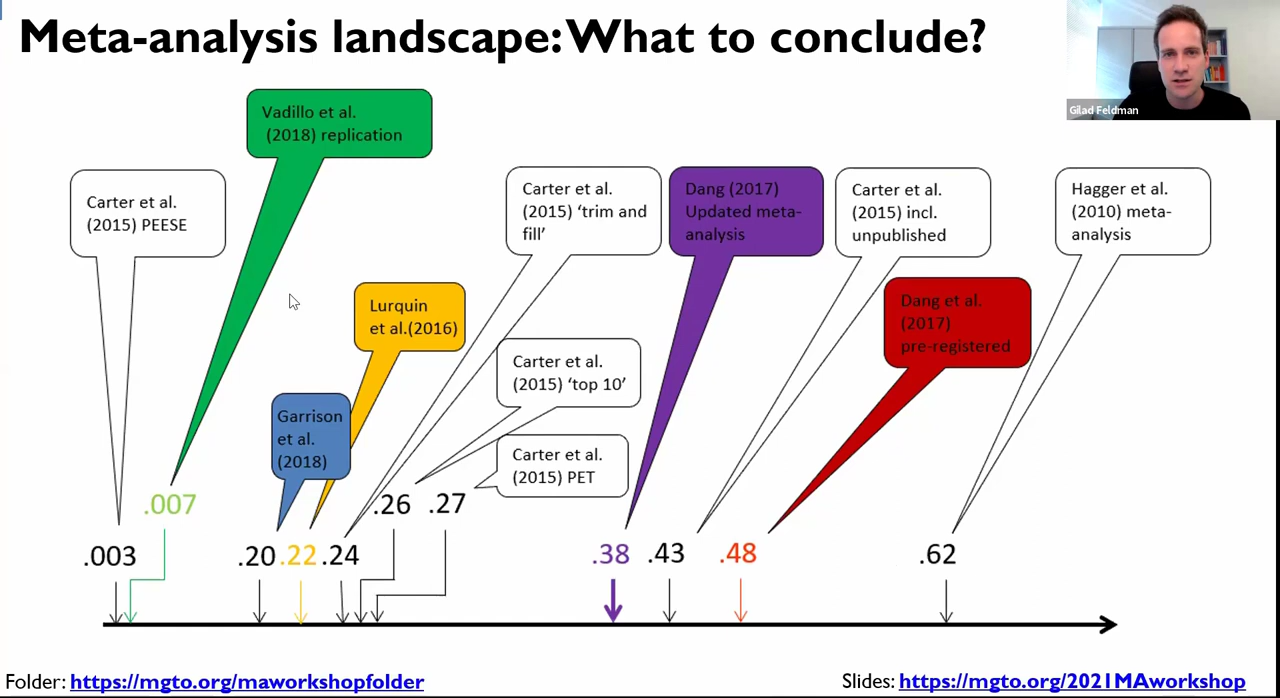 Meta-analysis landscape: What to conclude?
Gilad Feldman
Vadillo et al.
(2018) replication
Carter et al.
(2015) PEESE
Carter et al.
(2015) ‘trim and
fill’
Dang (2017)
Updated meta-
analysis
Carter et al.
(2015) incl.
unpublished
Hagger et al.
(2010) meta-
analysis
Lurquin
et al.(2016)
Dang et al.
(2017)
pre-registered
Carter et al.
(2015) ‘top 10’
Garrison
et al.
(2018)
Carter et al.
(2015) PET
.007
.26
.27
.003
.20
.22
.24
.38
.43
.48
.62
Folder: https://mgto.org/maworkshopfolder
Slides: https://mgto.org/2021MAworkshop